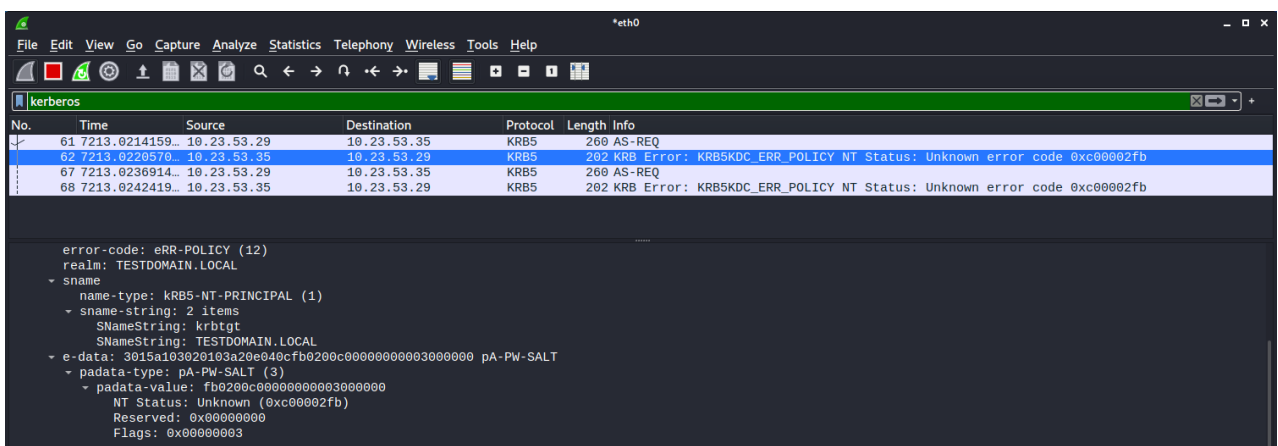 *eth0
File Edit View Go Capture Analyze Statistics Telephony Wireless Tools Help
kerberos
No. Time Source Destination Protocol Length Info
61 7213.0214159… 10.23.53.29 10.23.53.35 KRB5 260 AS-REQ
62 7213.0220570… 10.23.53.35 10.23.53.29 KRB5 202 KRB Error: KRB5KDC_ERR_POLICY NT Status: Unknown error code 0xc00002fb
67 7213.0236914… 10.23.53.29 10.23.53.35 KRB5 260 AS-REQ
68 7213.0242419… 10.23.53.35 10.23.53.29 KRB5 202 KRB Error: KRB5KDC_ERR_POLICY NT Status: Unknown error code 0xc00002fb
error-code: eRR-POLICY (12)
realm: TESTDOMAIN.LOCAL
sname
name-type: kRB5-NT-PRINCIPAL (1)
sname-string: 2 items
SNameString: krbtgt
SNameString: TESTDOMAIN.LOCAL
e-data: 3015a103020103a20e040cfb0200c00000000003000000 pA-PW-SALT
padata-type: pA-PW-SALT (3)
padata-value: fb0200c00000000003000000
NT Status: Unknown (0xc00002fb)
Reserved: 0x00000000
Flags: 0x00000003